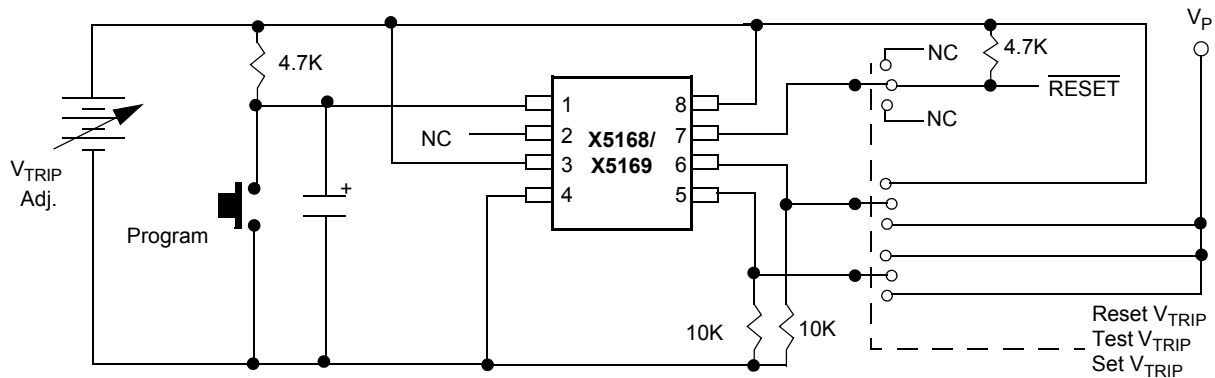 V_P
NC
4.7K
4.7K
RESET
NC
1
8
2
7
3
6
4
5
X5168/
X5169
NC
V_TRIP
Adj.
Program
+
10K
10K
Reset V_TRIP
Test V_TRIP
Set V_TRIP